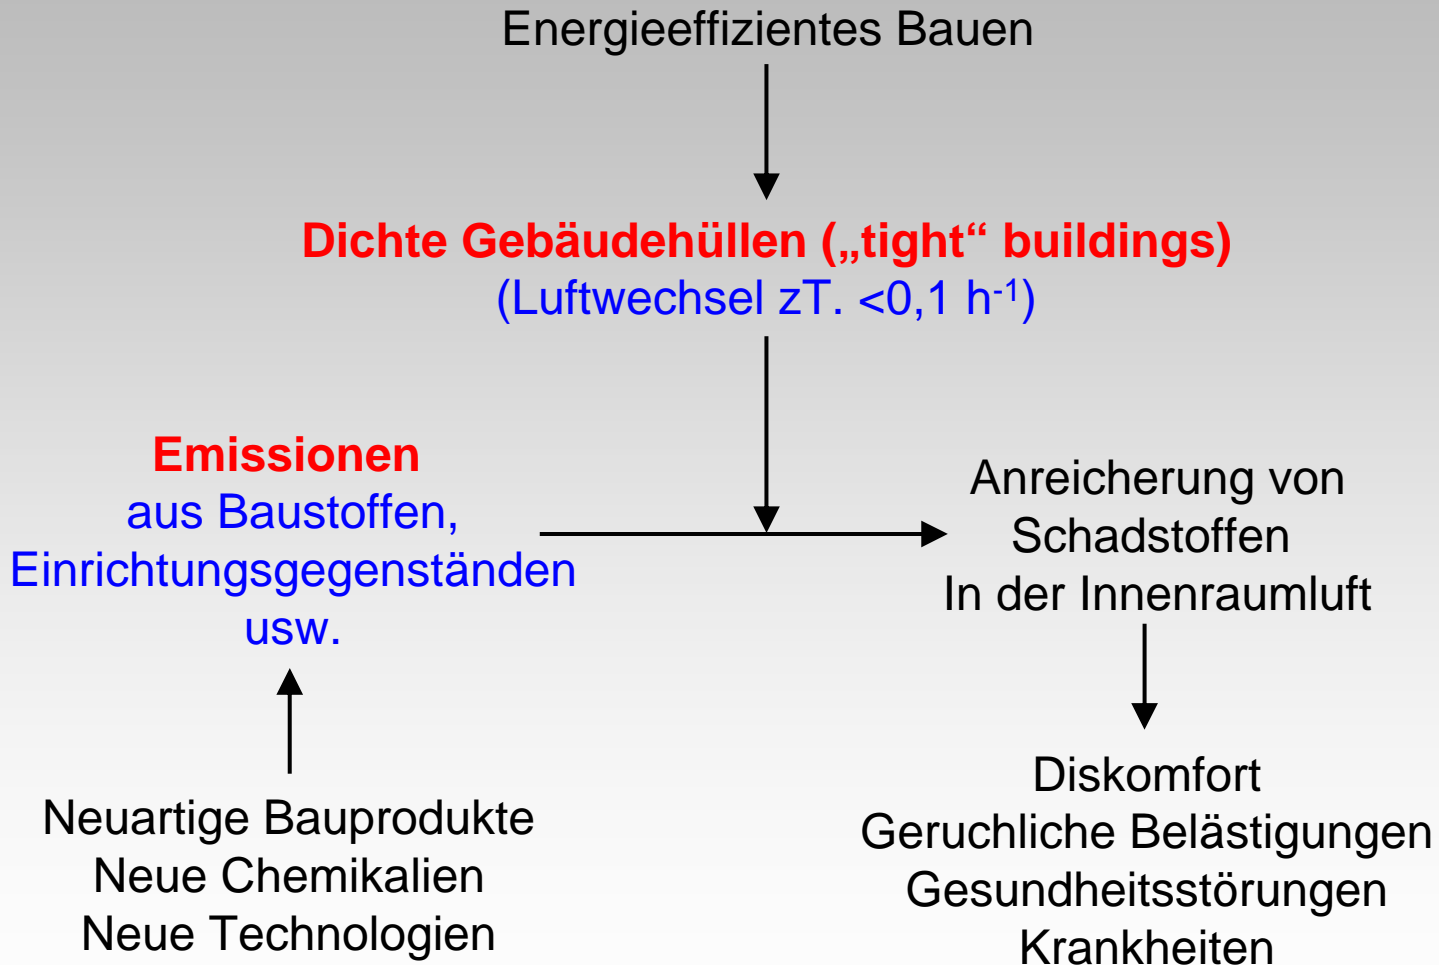 Energieeffizientes Bauen
Dichte Gebäudehüllen („tight“ buildings)
(Luftwechsel zT. <0,1 h⁻¹)
Emissionen
aus Baustoffen,
Einrichtungsgegenständen
usw.
Anreicherung von
Schadstoffen
In der Innenraumluft
Neuartige Bauprodukte
Neue Chemikalien
Neue Technologien
Diskomfort
Geruchliche Belästigungen
Gesundheitsstörungen
Krankheiten